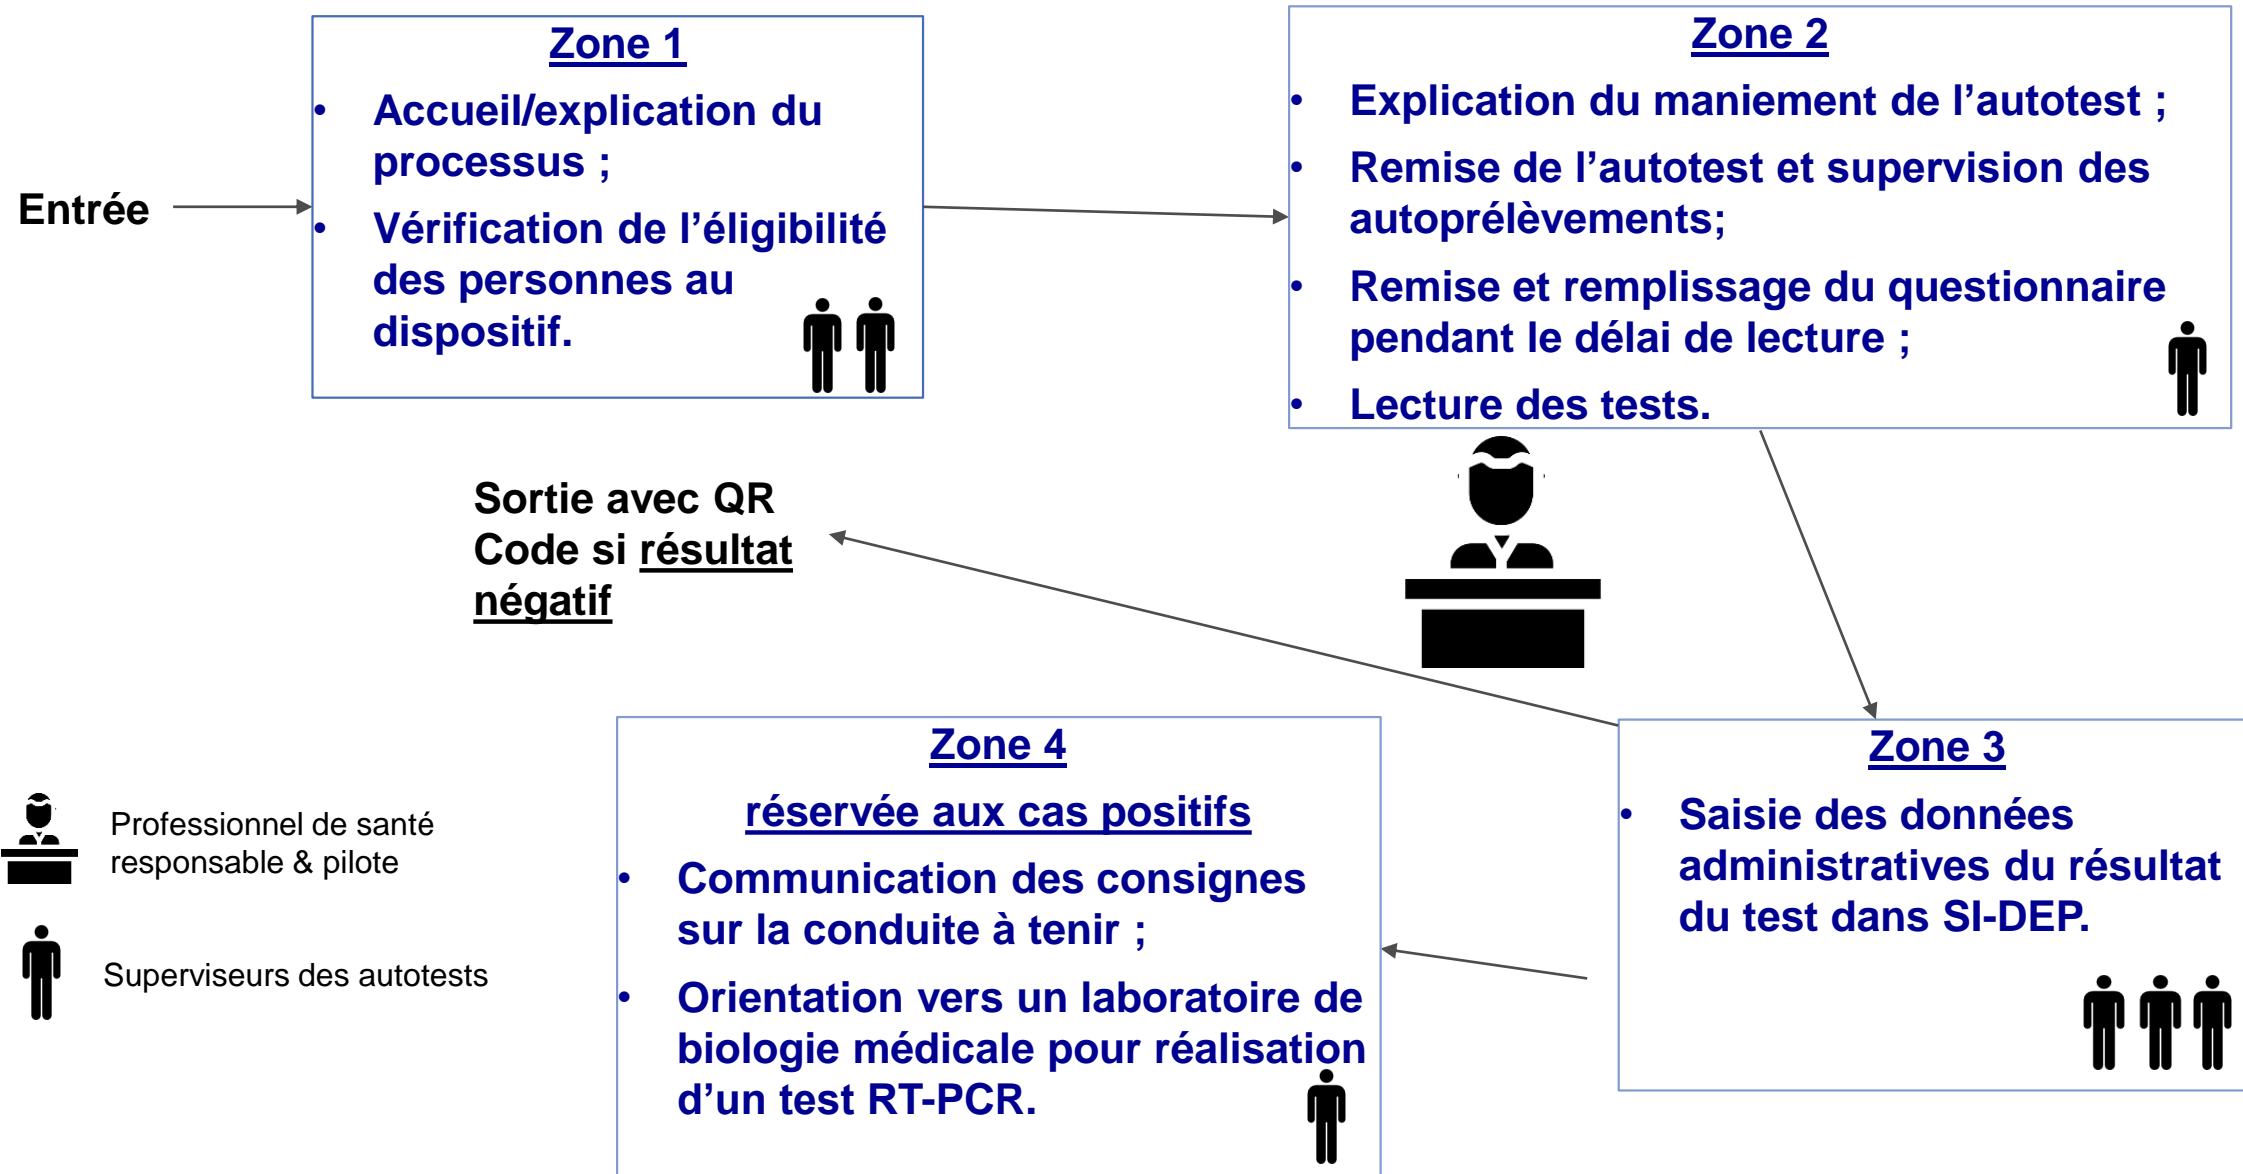 Entrée
Zone 1
• Accueil/explication du
processus ;
• Vérification de l’éligibilité
des personnes au
dispositif.
Zone 2
• Explication du maniement de l’autotest ;
• Remise de l’autotest et supervision des
autoprélèvements;
• Remise et remplissage du questionnaire
pendant le délai de lecture ;
• Lecture des tests.
Sortie avec QR
Code si résultat
négatif
Zone 3
• Saisie des données
administratives du résultat
du test dans SI-DEP.
Zone 4
réservée aux cas positifs
• Communication des consignes
sur la conduite à tenir ;
• Orientation vers un laboratoire de
biologie médicale pour réalisation
d’un test RT-PCR.
Professionnel de santé
responsable & pilote
Superviseurs des autotests